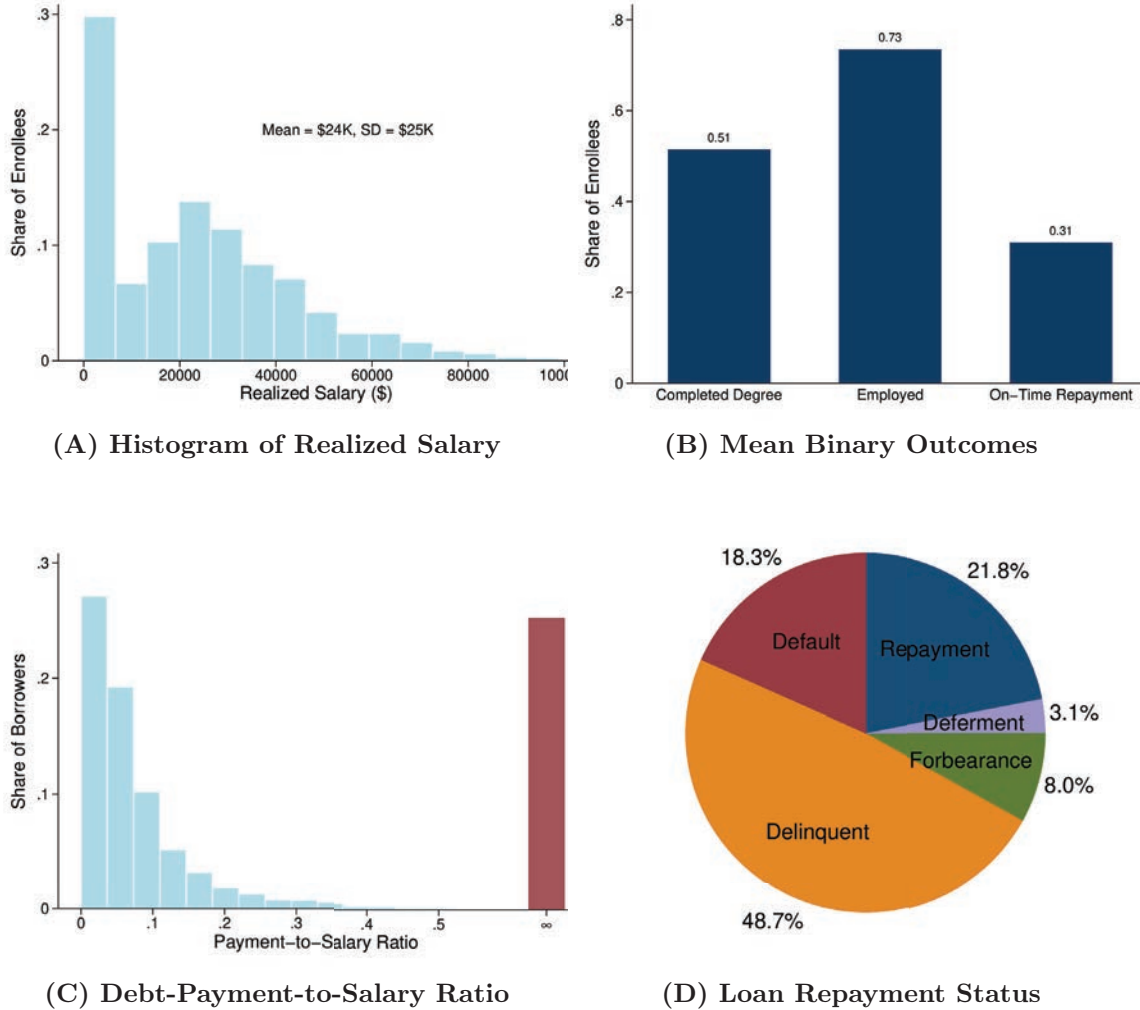 .3
.2
.1
0
Share of Enrollees
Mean = $24K, SD = $25K
0 20000 40000 60000 80000 1000
Realized Salary ($)
(A) Histogram of Realized Salary
.8
.6
.4
.2
0
Share of Enrollees
0.51
0.73
0.31
Completed Degree Employed On-Time Repayment
(B) Mean Binary Outcomes
.3
.2
.1
0
Share of Borrowers
0 .1 .2 .3 .4 .5 ∞
Payment-to-Salary Ratio
(C) Debt-Payment-to-Salary Ratio
18.3%
21.8%
Default
Repayment
Deferment
3.1%
Forbearance
8.0%
Delinquent
48.7%
(D) Loan Repayment Status